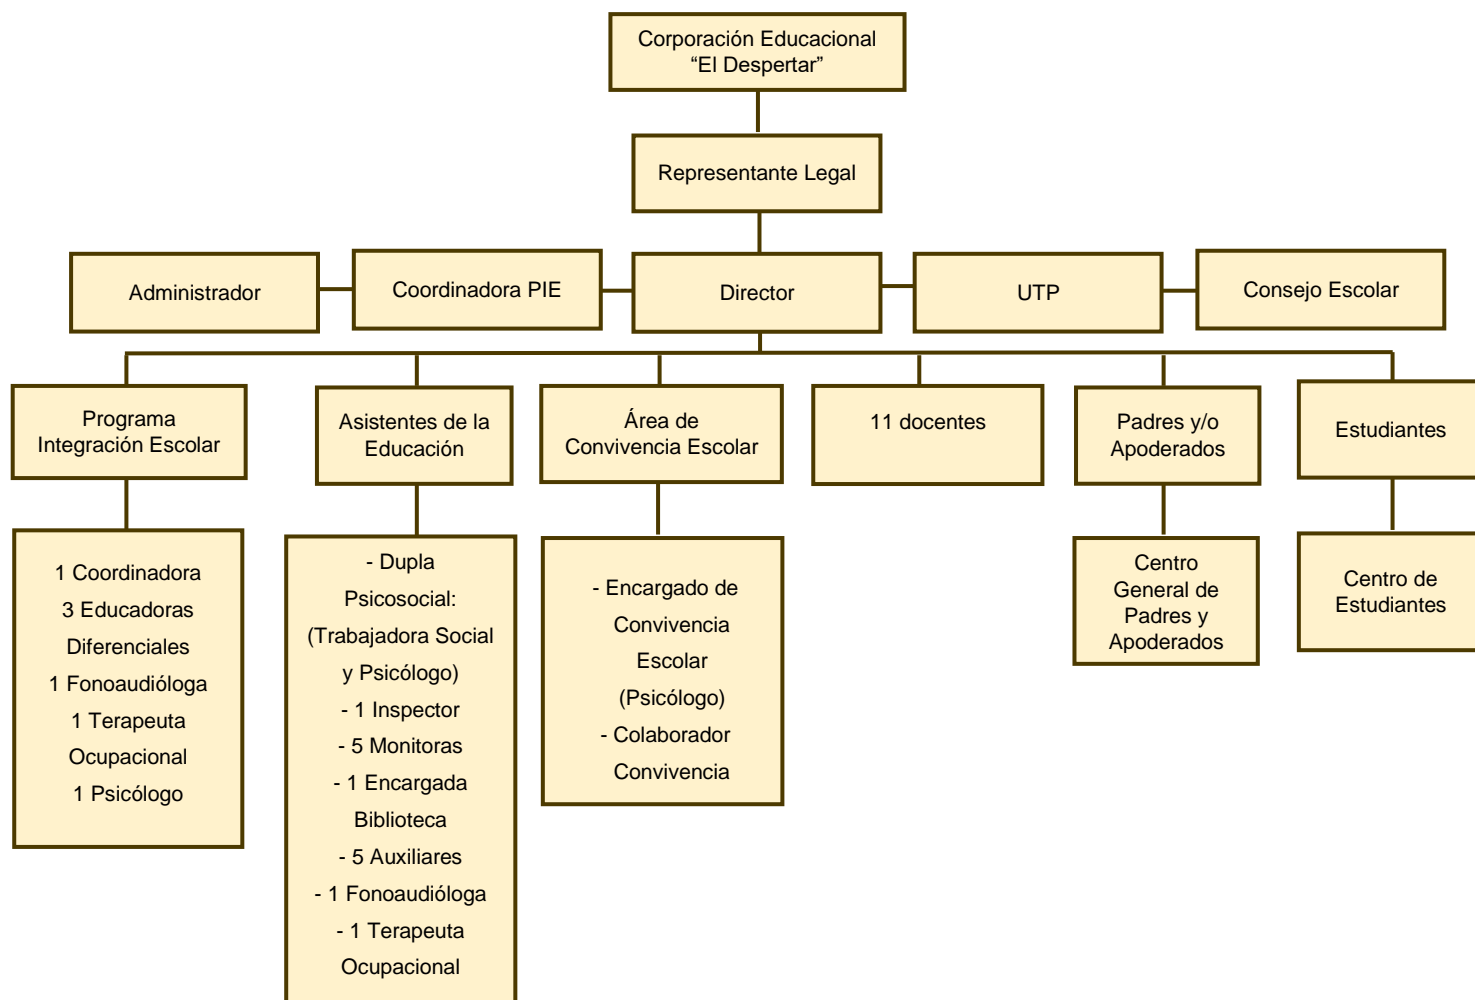 Corporación Educacional
“El Despertar”
Representante Legal
Administrador
Coordinadora PIE
Director
UTP
Consejo Escolar
Programa
Integración Escolar
Asistentes de la
Educación
Área de
Convivencia Escolar
11 docentes
Padres y/o
Apoderados
Estudiantes
1 Coordinadora
3 Educadoras
Diferenciales
1 Fonoaudióloga
1 Terapeuta
Ocupacional
1 Psicólogo
- Dupla
Psicosocial:
(Trabajadora Social
y Psicólogo)
- 1 Inspector
- 5 Monitoras
- 1 Encargada
Biblioteca
- 5 Auxiliares
- 1 Fonoaudióloga
- 1 Terapeuta
Ocupacional
- Encargado de
Convivencia
Escolar
(Psicólogo)
- Colaborador
Convivencia
Centro
General de
Padres y
Apoderados
Centro de
Estudiantes